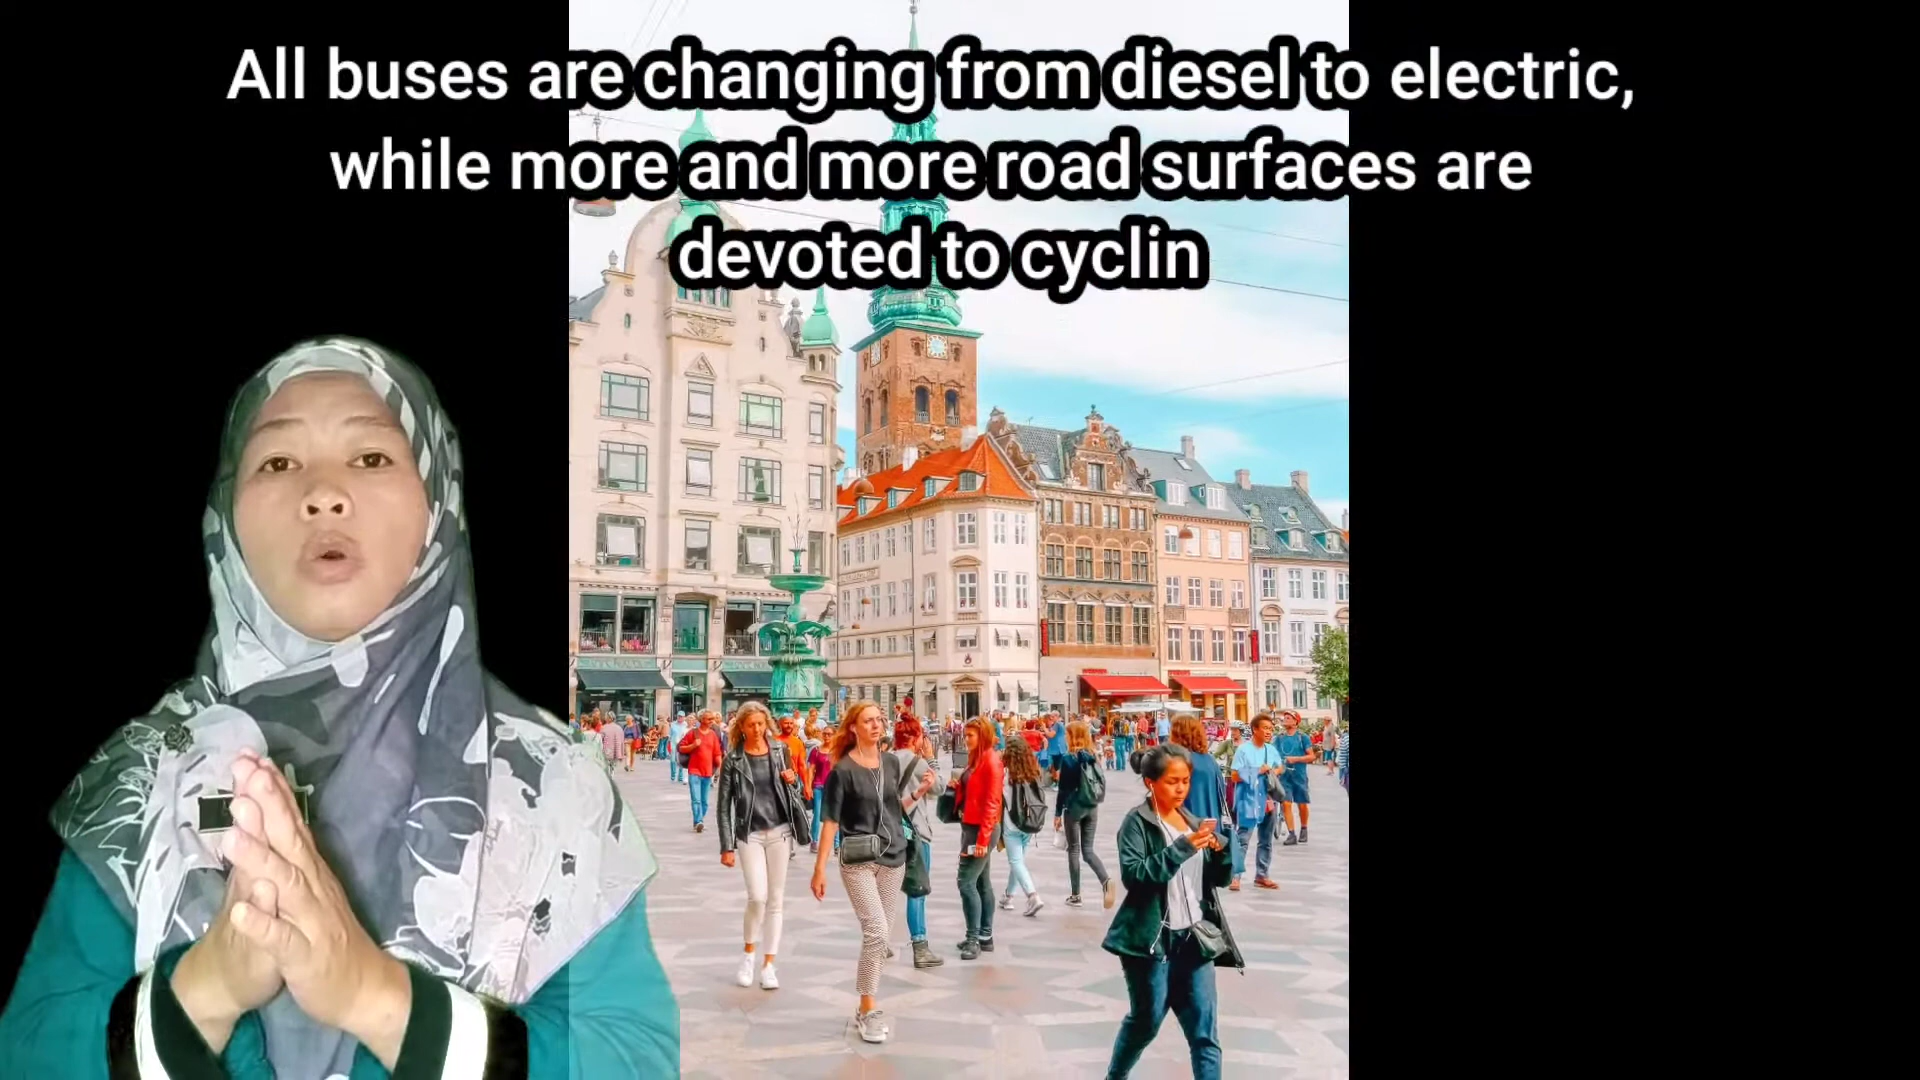 All buses are changing from diesel to electric,
while more and more road surfaces are
devoted to cyclin